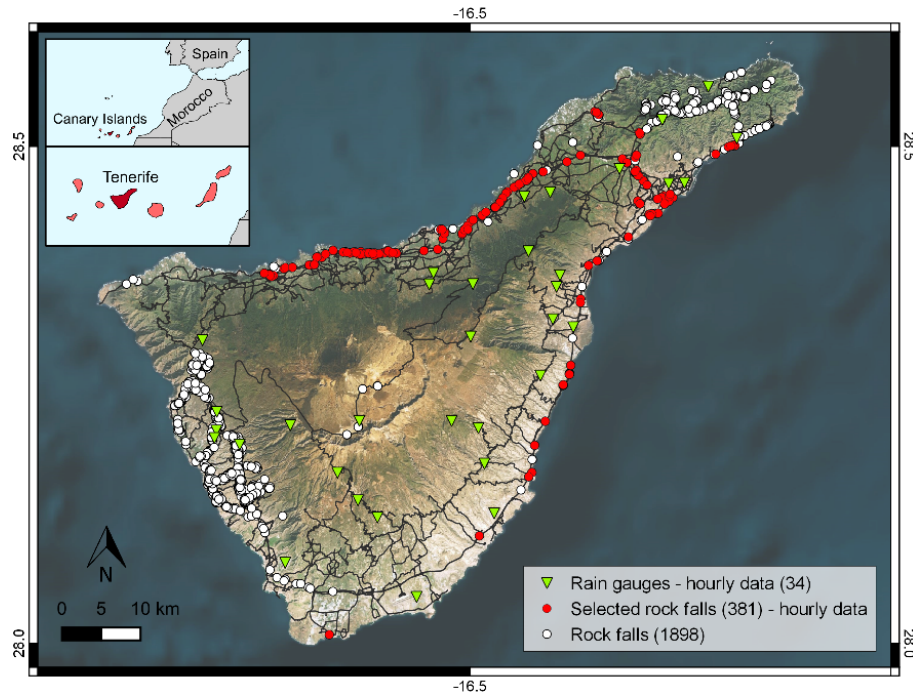 -16.5
Spain
Morocco
Canary Islands
Tenerife
28.5
28.5
N
0 5 10 km
Rain gauges - hourly data (34)
Selected rock falls (381) - hourly data
Rock falls (1898)
28.0
28.0
-16.5